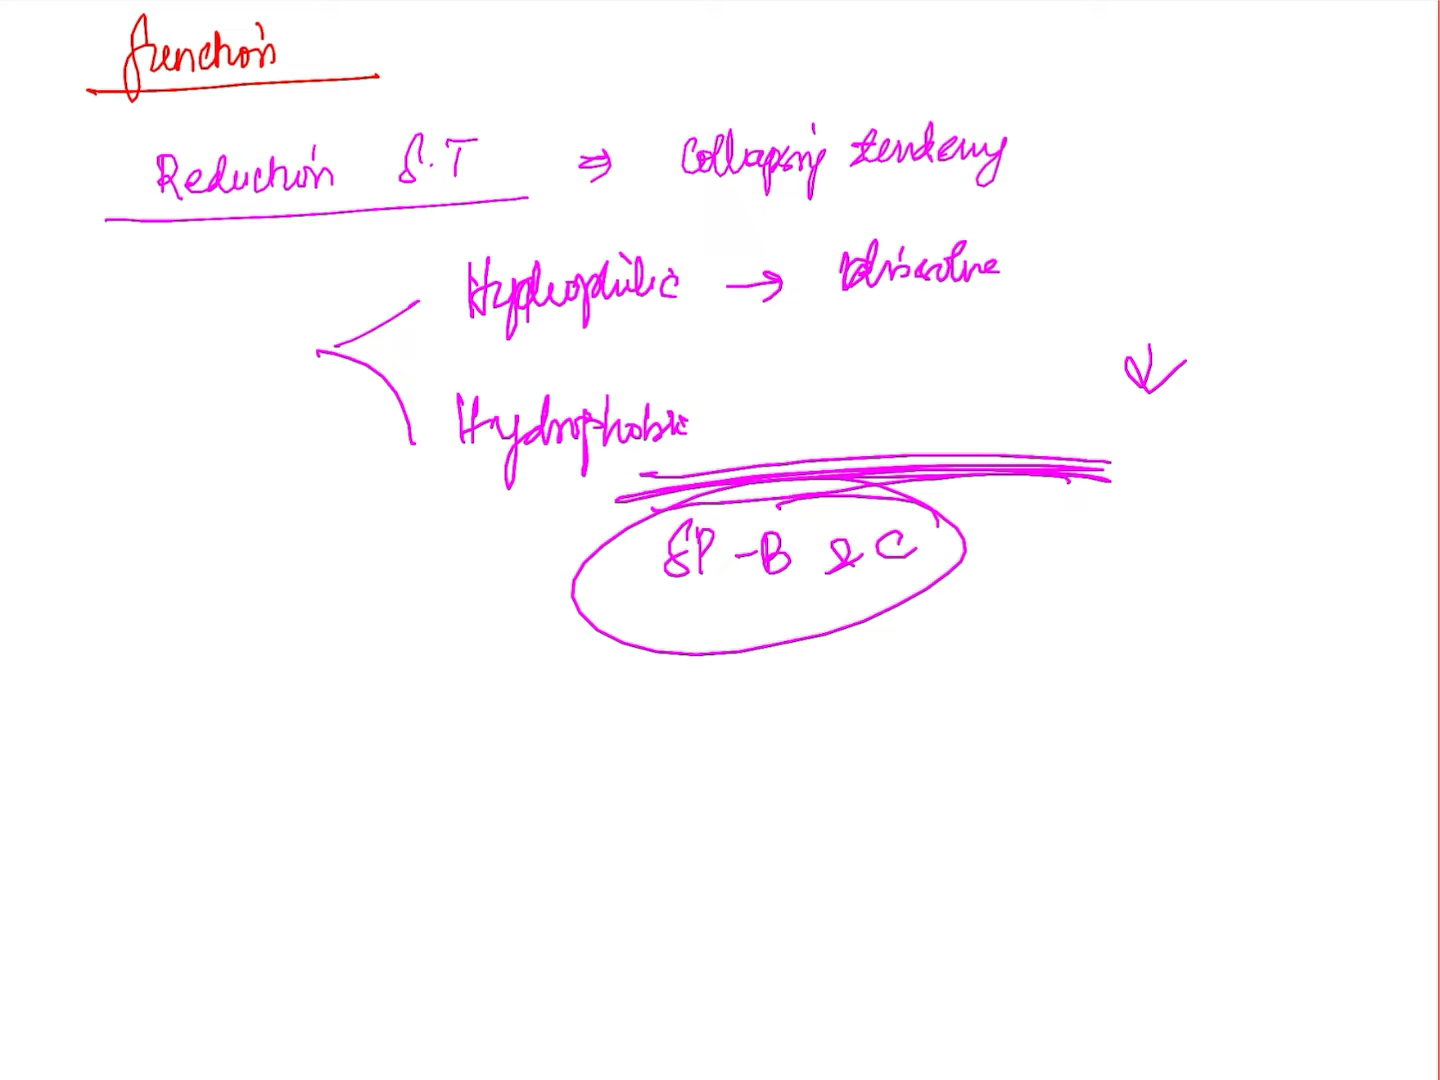 Function
Reduction S.T ⇒ Collapsing tendency
Hydrophilic → dissolve
Hydrophobic
↓
SP-B & C